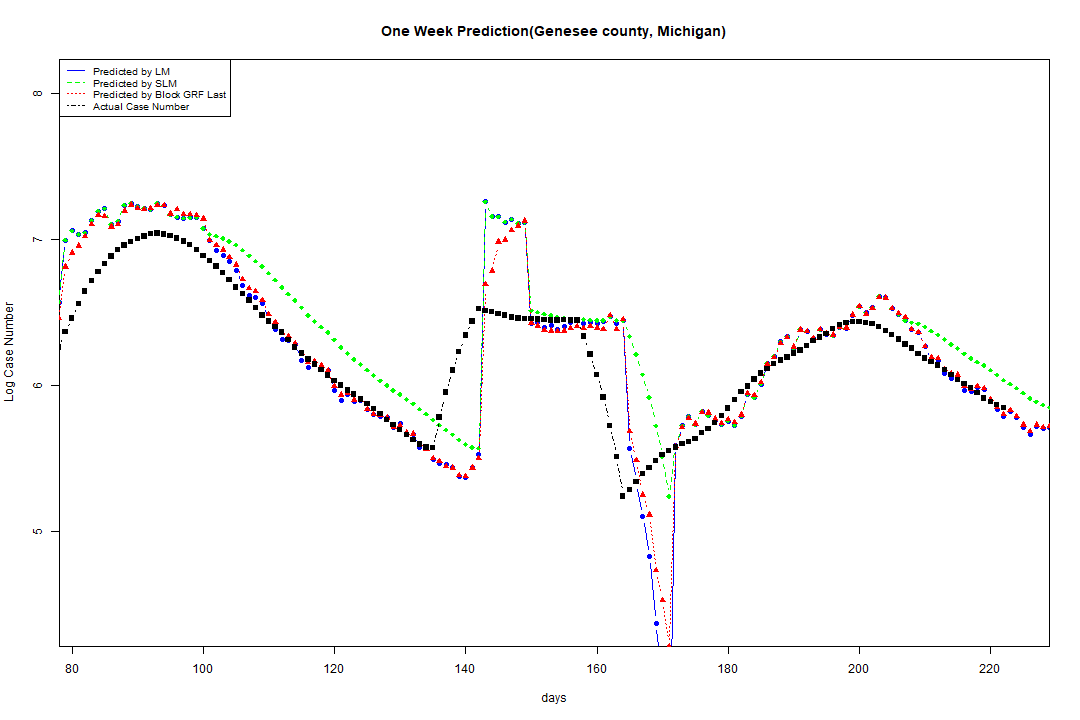 One Week Prediction(Genesee county, Michigan)
Predicted by LM
Predicted by SLM
Predicted by Block GRF Last
Actual Case Number
8
7
6
5
Log Case Number
80 100 120 140 160 180 200 220
days